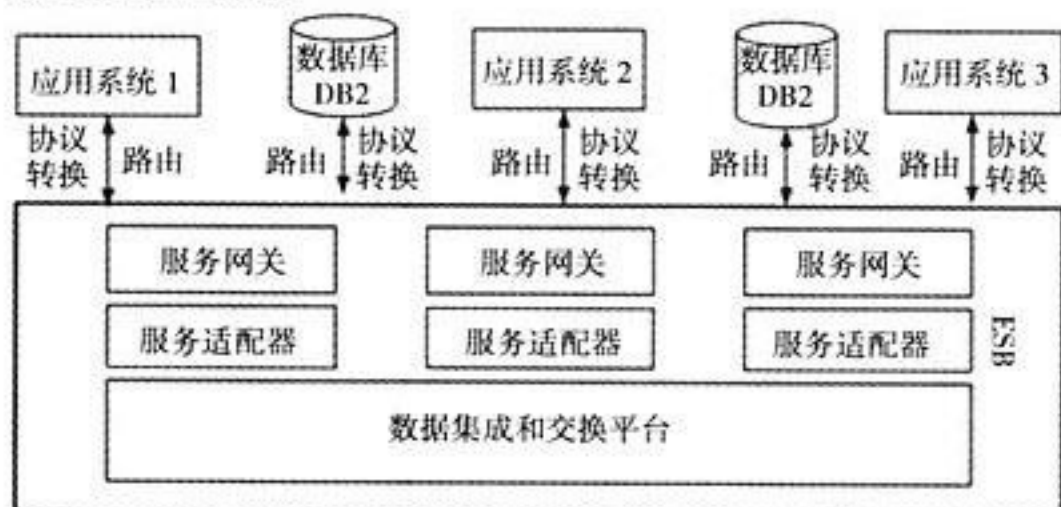 应用系统 1
数据库
DB2
应用系统 2
数据库
DB2
应用系统 3
协议
转换
路由
路由
协议
转换
路由
协议
转换
路由
协议
转换
路由
协议
转换
服务网关
服务网关
服务网关
服务适配器
服务适配器
服务适配器
ESB
数据集成和交换平台